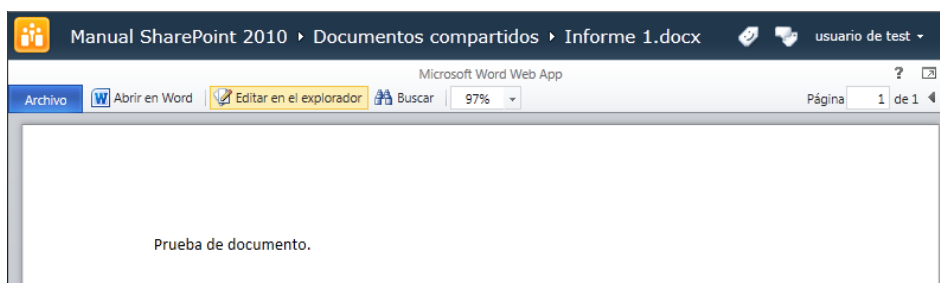 Manual SharePoint 2010 ▸ Documentos compartidos ▸ Informe 1.docx usuario de test
Microsoft Word Web App ?
Archivo Abrir en Word Editar en el explorador Buscar 97% Página 1 de 1
Prueba de documento.